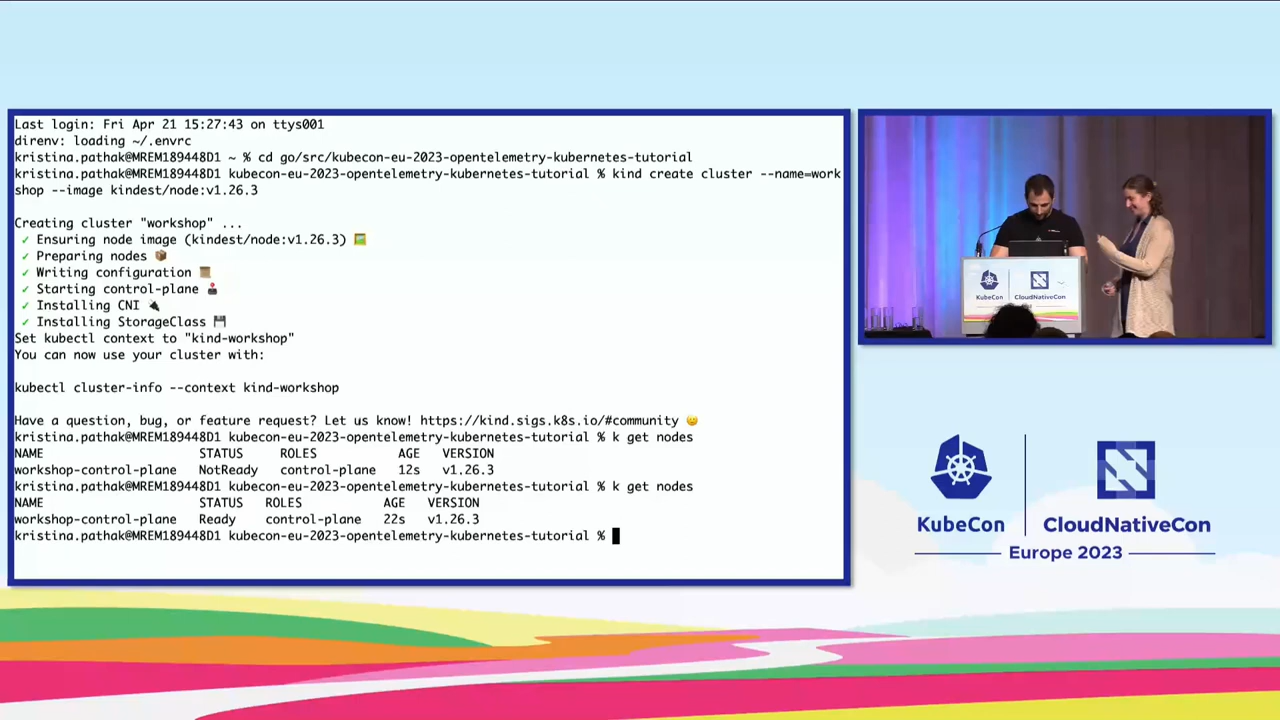 Last login: Fri Apr 21 15:27:43 on ttys001
direnv: loading ~/.envrc
kristina.pathak@MREM189448D1 ~ % cd go/src/kubecon-eu-2023-opentelemetry-kubernetes-tutorial
kristina.pathak@MREM189448D1 kubecon-eu-2023-opentelemetry-kubernetes-tutorial % kind create cluster --name=work
shop --image kindest/node:v1.26.3
Creating cluster "workshop" ...
✓ Ensuring node image (kindest/node:v1.26.3) 🖼
✓ Preparing nodes 📦
✓ Writing configuration 📜
✓ Starting control-plane 🕹
✓ Installing CNI 🔌
✓ Installing StorageClass 💾
Set kubectl context to "kind-workshop"
You can now use your cluster with:
kubectl cluster-info --context kind-workshop
Have a question, bug, or feature request? Let us know! https://kind.sigs.k8s.io/#community 🙂
kristina.pathak@MREM189448D1 kubecon-eu-2023-opentelemetry-kubernetes-tutorial % k get nodes
NAME STATUS ROLES AGE VERSION
workshop-control-plane NotReady control-plane 12s v1.26.3
kristina.pathak@MREM189448D1 kubecon-eu-2023-opentelemetry-kubernetes-tutorial % k get nodes
NAME STATUS ROLES AGE VERSION
workshop-control-plane Ready control-plane 22s v1.26.3
kristina.pathak@MREM189448D1 kubecon-eu-2023-opentelemetry-kubernetes-tutorial %
KubeCon CloudNativeCon
KubeCon CloudNativeCon
Europe 2023